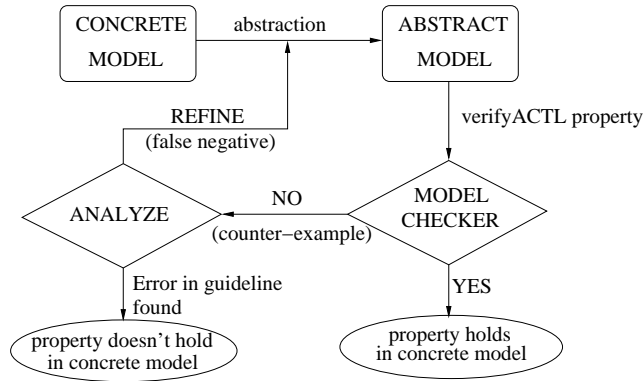 CONCRETE
MODEL
abstraction
ABSTRACT
MODEL
REFINE
(false negative)
verifyACTL property
ANALYZE
NO
(counter−example)
MODEL
CHECKER
Error in guideline
found
YES
property doesn't hold
in concrete model
property holds
in concrete model